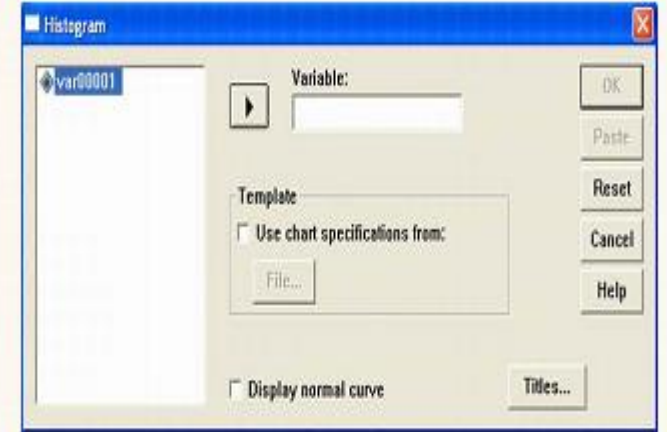 Histogram
var00001
Variable:
OK
Paste
Reset
Cancel
Help
Template
Use chart specifications from:
File...
Display normal curve
Titles...